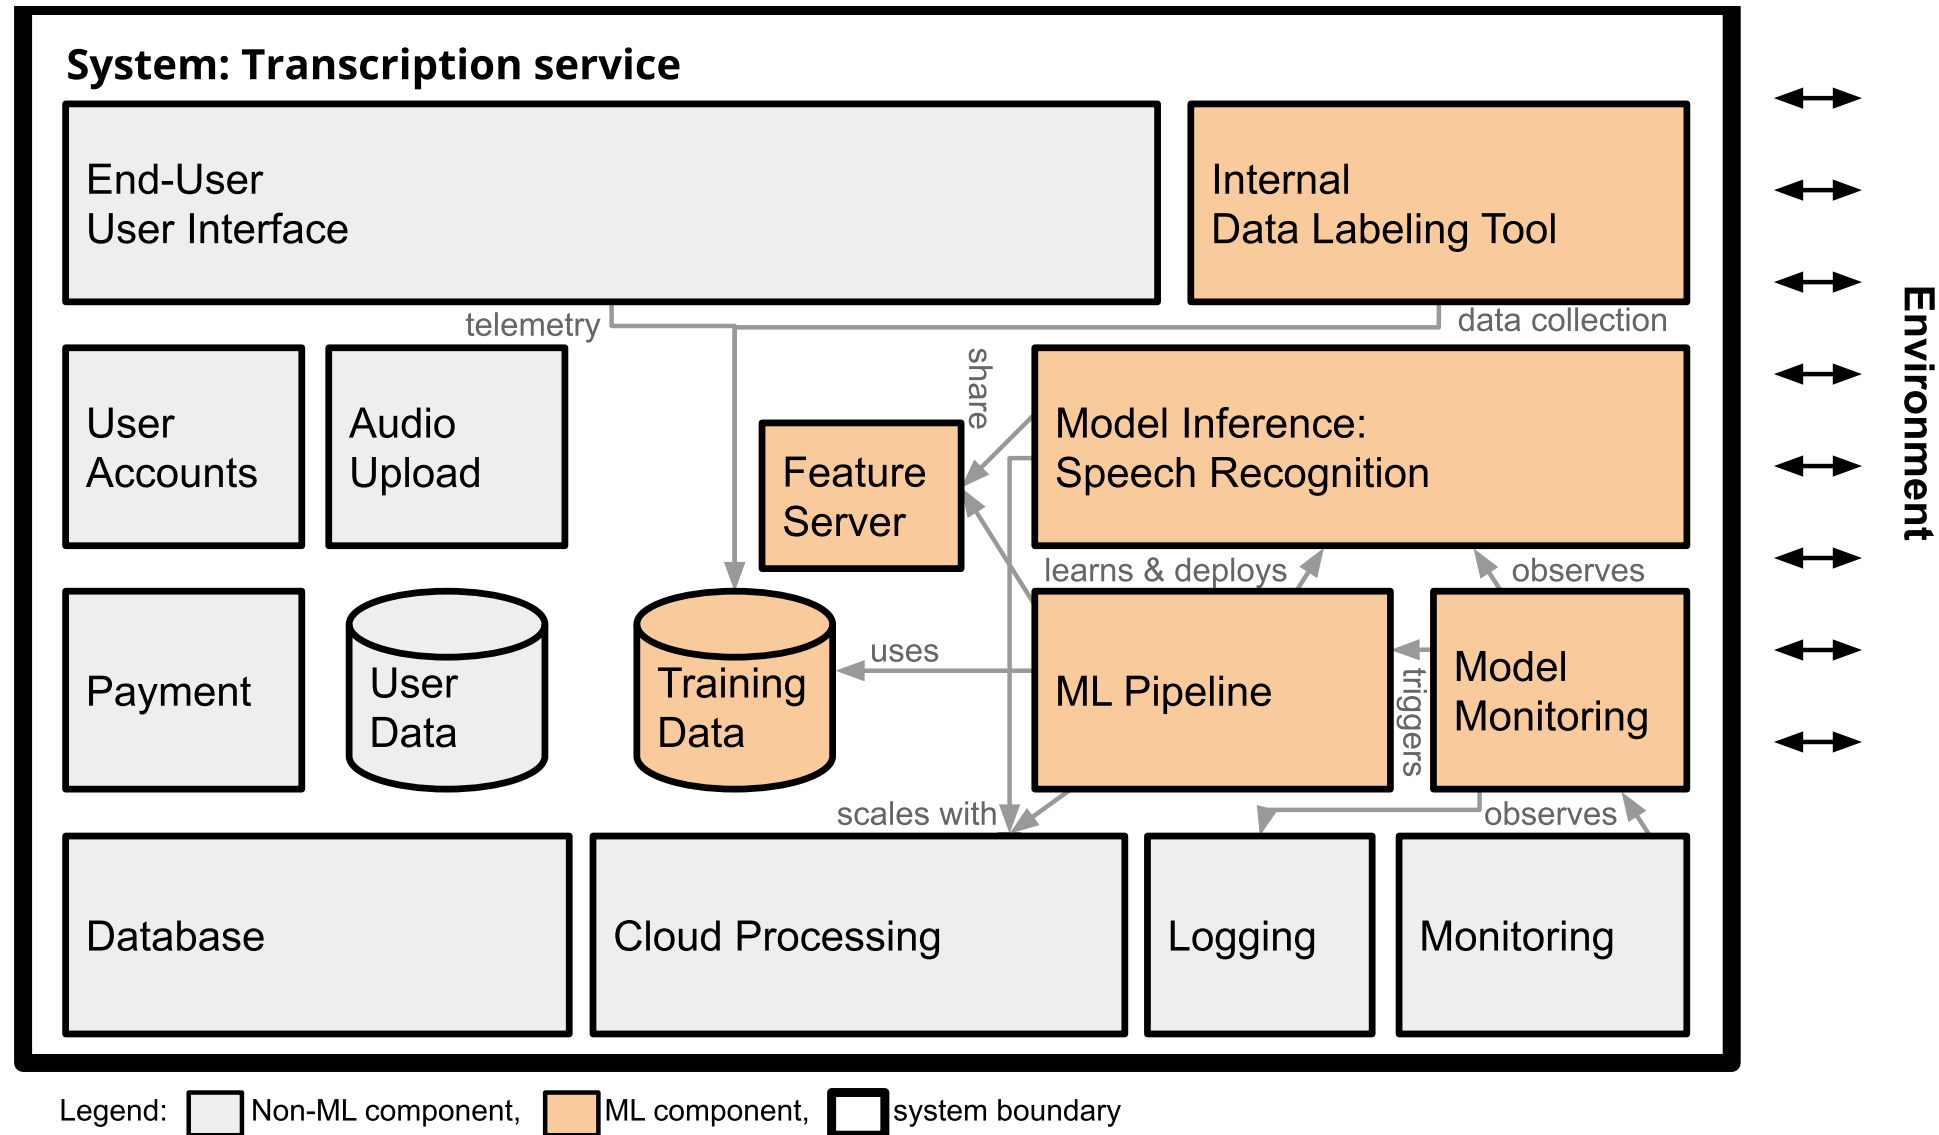 System: Transcription service
End-User
User Interface
Internal
Data Labeling Tool
telemetry
data collection
User
Accounts
Audio
Upload
share
Feature
Server
Model Inference:
Speech Recognition
learns & deploys
observes
Payment
User
Data
Training
Data
uses
ML Pipeline
triggers
Model
Monitoring
scales with
observes
Database
Cloud Processing
Logging
Monitoring
Environment
Legend:
Non-ML component,
ML component,
system boundary